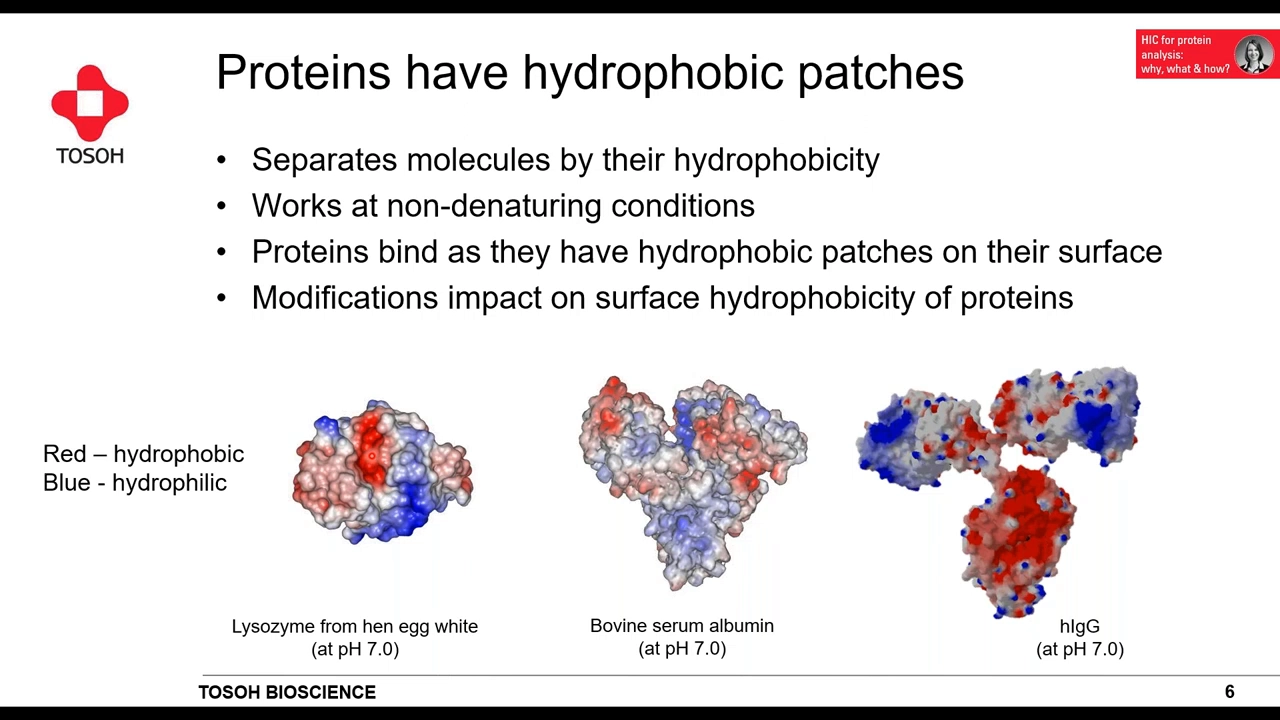 HIC for protein
analysis:
why, what & how?
Proteins have hydrophobic patches
TOSOH
• Separates molecules by their hydrophobicity
• Works at non-denaturing conditions
• Proteins bind as they have hydrophobic patches on their surface
• Modifications impact on surface hydrophobicity of proteins
Red – hydrophobic
Blue - hydrophilic
Lysozyme from hen egg white
(at pH 7.0)
Bovine serum albumin
(at pH 7.0)
hIgG
(at pH 7.0)
TOSOH BIOSCIENCE
6